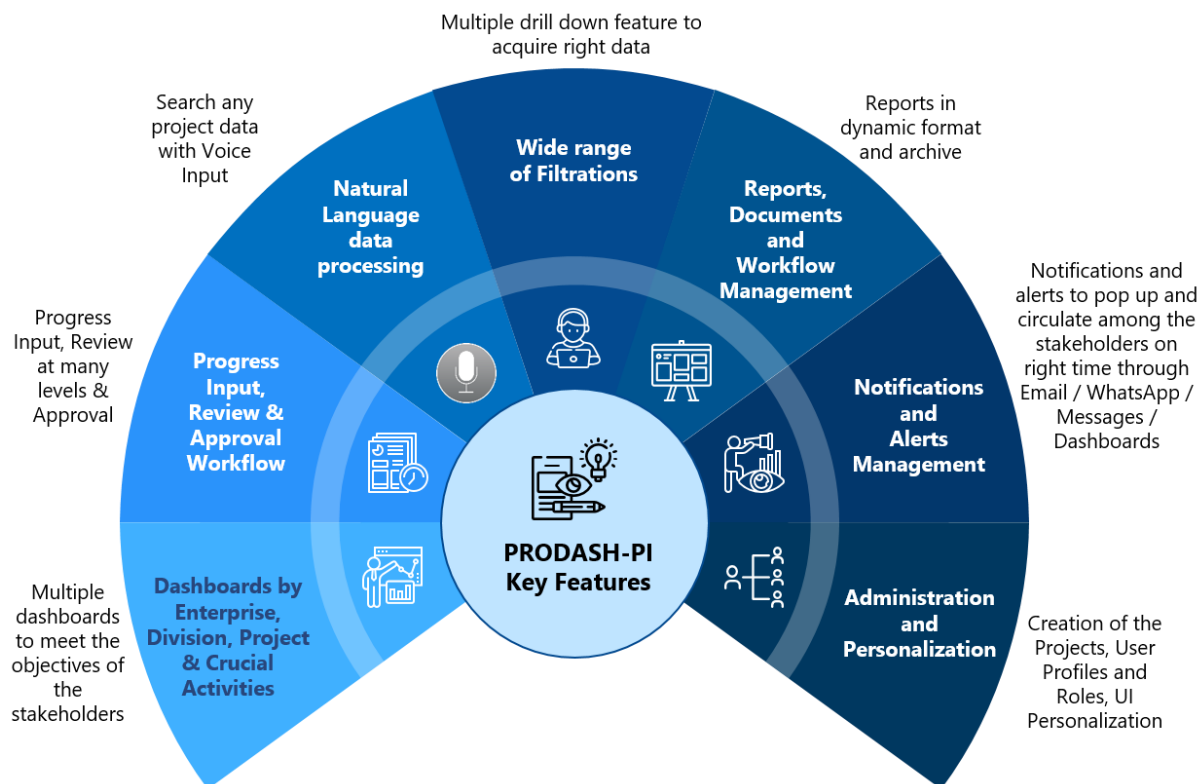 Multiple drill down feature to
acquire right data
Search any
project data
with Voice
Input
Reports in
dynamic format
and archive
Wide range
of Filtrations
Natural
Language
data
processing
Reports,
Documents
and
Workflow
Management
Progress
Input, Review
at many
levels &
Approval
Progress
Input,
Review &
Approval
Workflow
Notifications
and
Alerts
Management
Notifications and
alerts to pop up and
circulate among the
stakeholders on
right time through
Email / WhatsApp /
Messages /
Dashboards
PRODASH-PI
Key Features
Multiple
dashboards
to meet the
objectives of
the
stakeholders
Dashboards by
Enterprise,
Division, Project
& Crucial
Activities
Administration
and
Personalization
Creation of the
Projects, User
Profiles and
Roles, UI
Personalization